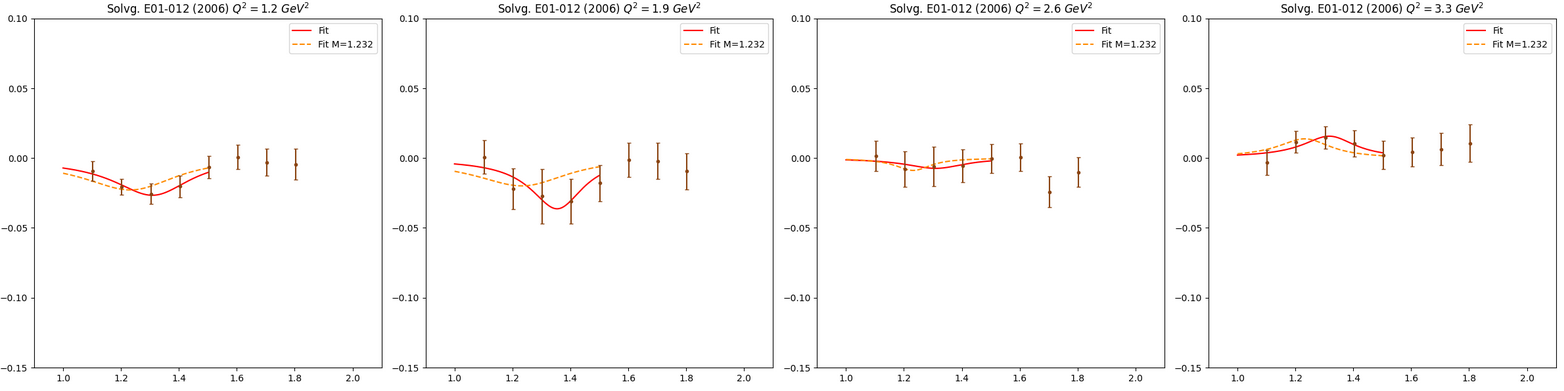 Solvg. E01-012 (2006) Q² = 1.2 GeV²
0.10
0.05
0.00
−0.05
−0.10
−0.15
1.0 1.2 1.4 1.6 1.8 2.0
Fit
Fit M=1.232
Solvg. E01-012 (2006) Q² = 1.9 GeV²
0.10
0.05
0.00
−0.05
−0.10
−0.15
1.0 1.2 1.4 1.6 1.8 2.0
Fit
Fit M=1.232
Solvg. E01-012 (2006) Q² = 2.6 GeV²
0.10
0.05
0.00
−0.05
−0.10
−0.15
1.0 1.2 1.4 1.6 1.8 2.0
Fit
Fit M=1.232
Solvg. E01-012 (2006) Q² = 3.3 GeV²
0.10
0.05
0.00
−0.05
−0.10
−0.15
1.0 1.2 1.4 1.6 1.8 2.0
Fit
Fit M=1.232